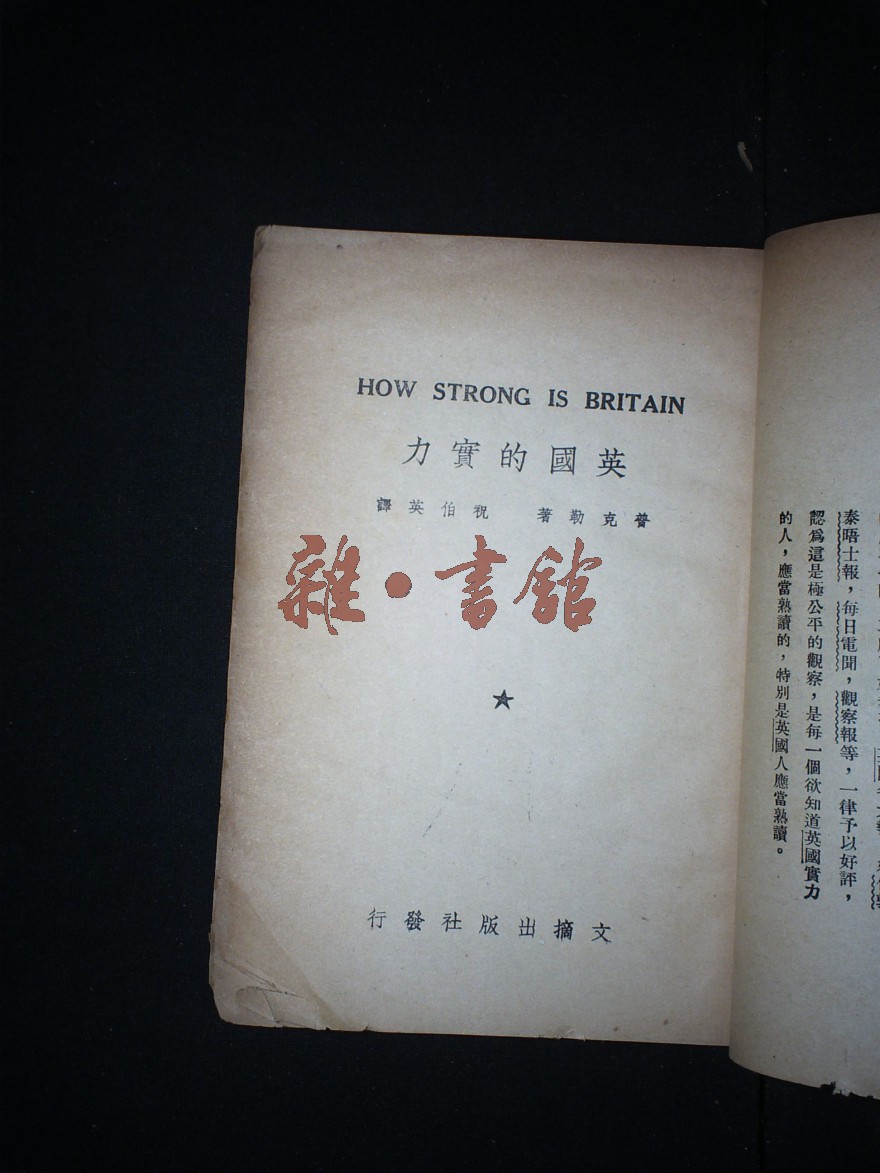 HOW STRONG IS BRITAIN
英國的實力
普克勒著 祝伯英譯
雜•書館
文摘出版社發行
泰晤士報，每日電聞，觀察報等，一律予以好評，
認爲這是極公平的觀察，是每一個欲知道英國實力
的人，應當熟讀的，特別是英國人應當熟讀。